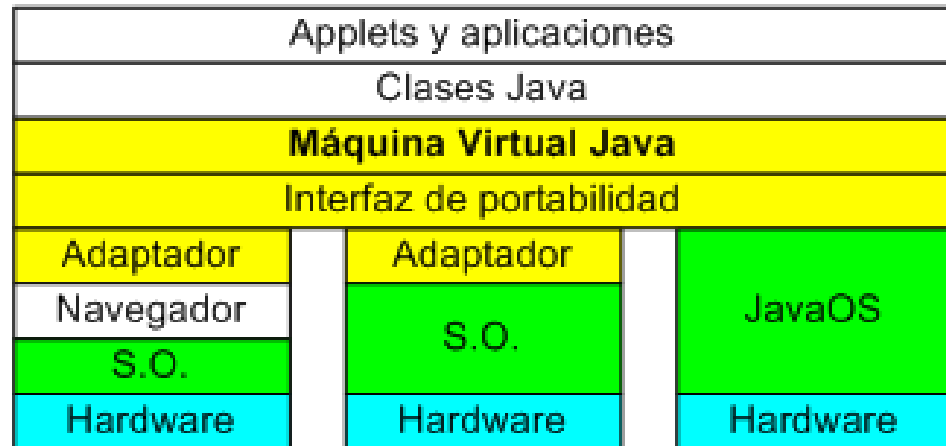 Applets y aplicaciones
Clases Java
Máquina Virtual Java
Interfaz de portabilidad
Adaptador
Navegador
S.O.
Hardware
Adaptador
S.O.
Hardware
JavaOS
Hardware